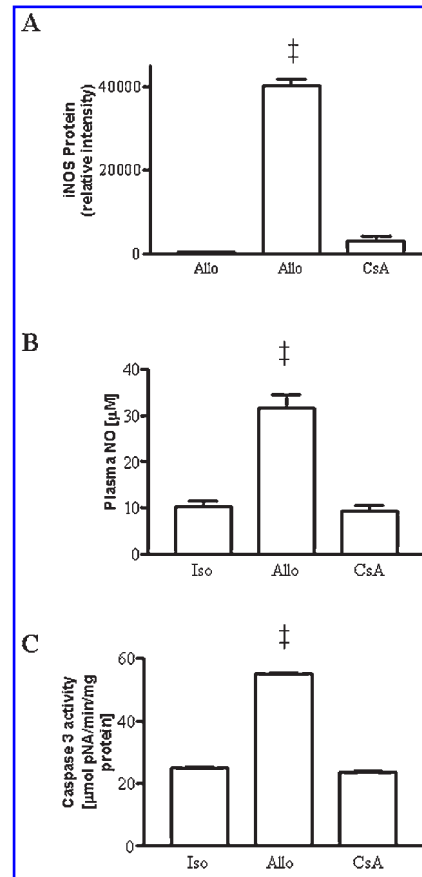 A
‡
iNOS Protein
(relative intensity)
40000
20000
0
Allo Allo CsA
B
‡
Plasma NO [µM]
40
30
20
10
0
Iso Allo CsA
C
‡
Caspase 3 activity
[µmol pNA/min/mg
protein]
60
40
20
0
Iso Allo CsA